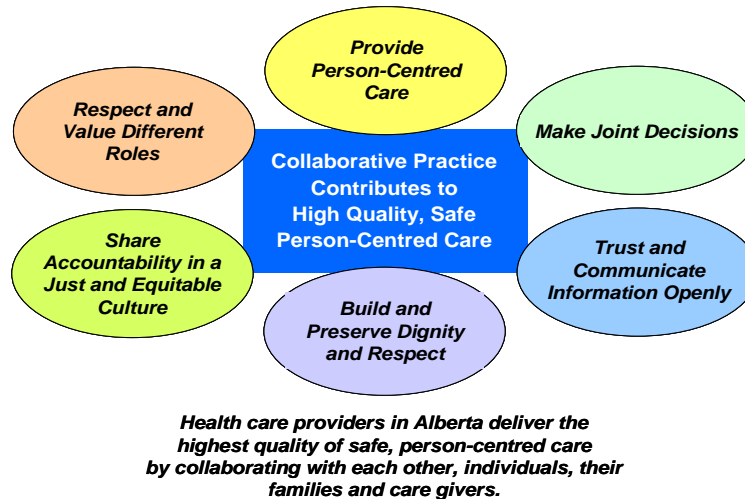 Provide
Person-Centred
Care
Respect and
Value Different
Roles
Make Joint Decisions
Collaborative Practice
Contributes to
High Quality, Safe
Person-Centred Care
Share
Accountability in a
Just and Equitable
Culture
Trust and
Communicate
Information Openly
Build and
Preserve Dignity
and Respect
Health care providers in Alberta deliver the
highest quality of safe, person-centred care
by collaborating with each other, individuals, their
families and care givers.